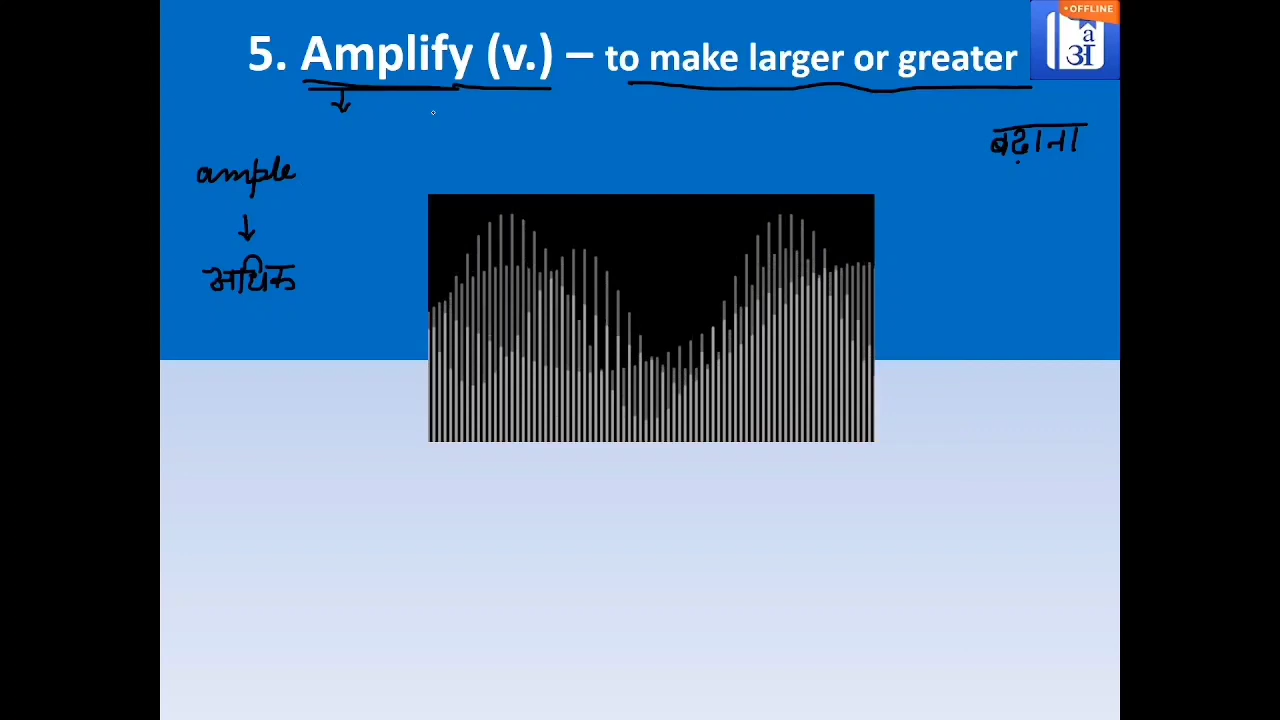 5. Amplify (v.) – to make larger or greater
OFFLINE
a
अ
बढ़ाना
ample
अधिक